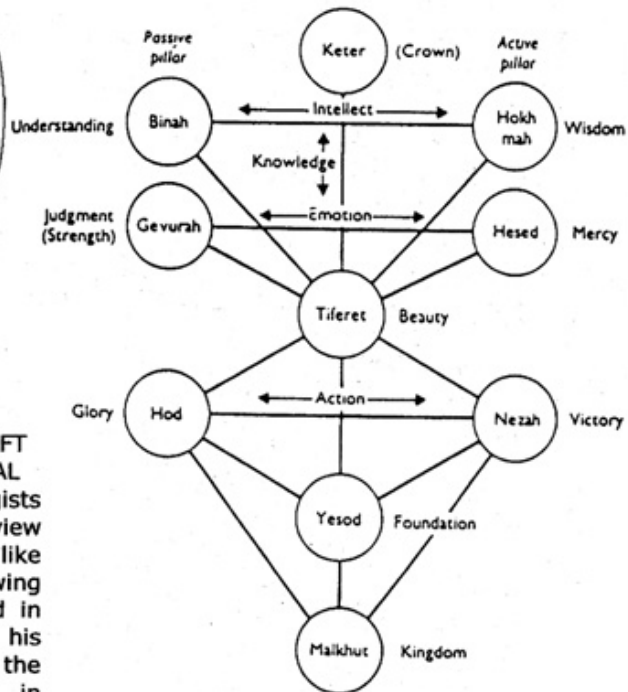 Passive
pillar
Keter
(Crown)
Active
pillar
Understanding
Binah
Intellect
Hokh
mah
Wisdom
Knowledge
Judgment
(Strength)
Gevurah
Emotion
Hesed
Mercy
Tiferet
Beauty
Glory
Hod
Action
Nezah
Victory
Yesod
Foundation
Malkhut
Kingdom
FT
AL
gists
view
like
wing
d in
his
the
in